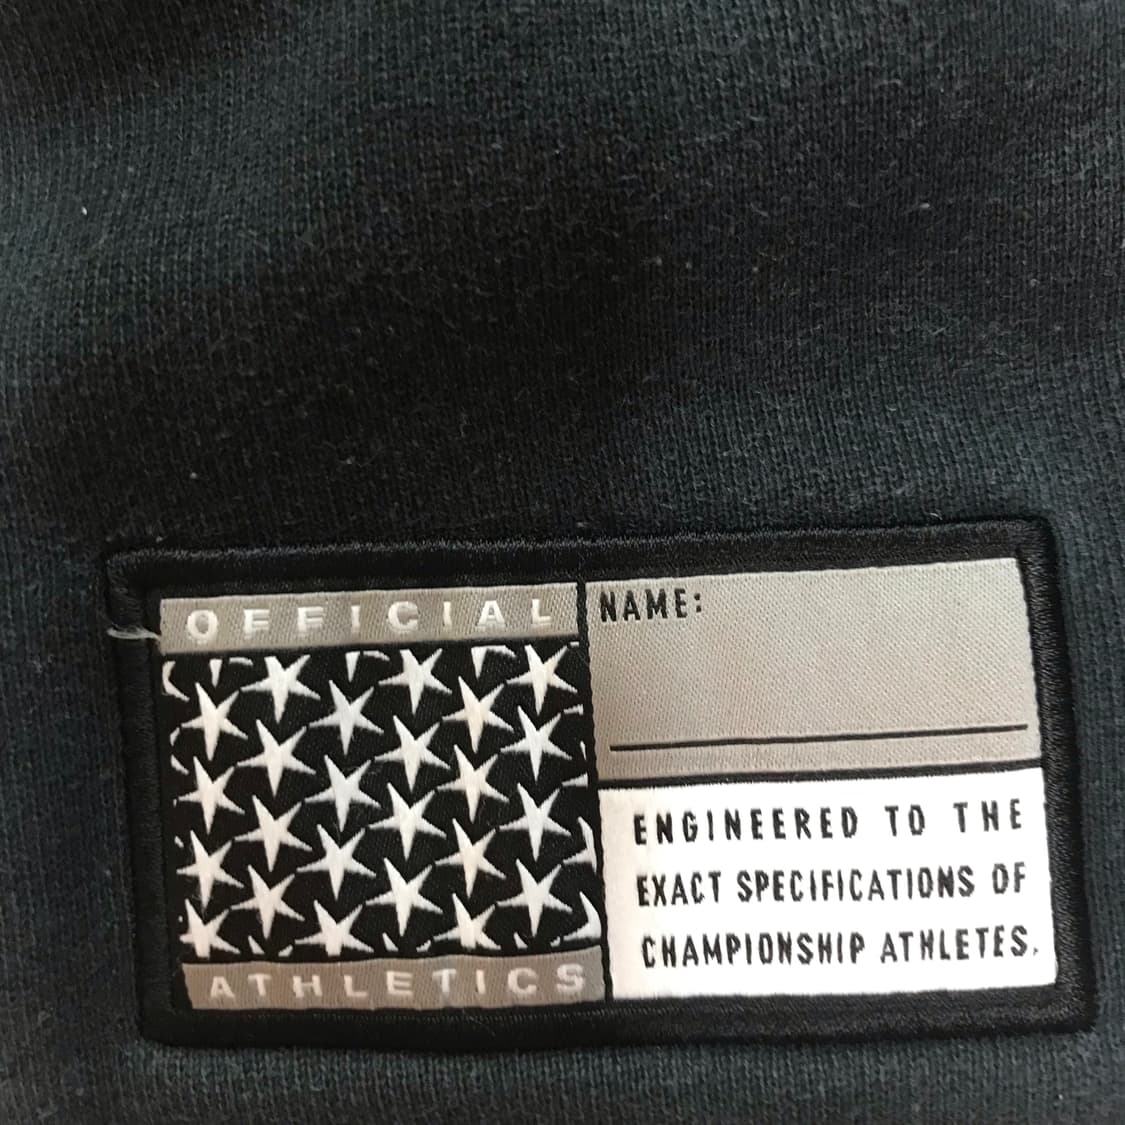 OFFICIAL
ATHLETICS
NAME:
ENGINEERED TO THE
EXACT SPECIFICATIONS OF
CHAMPIONSHIP ATHLETES.